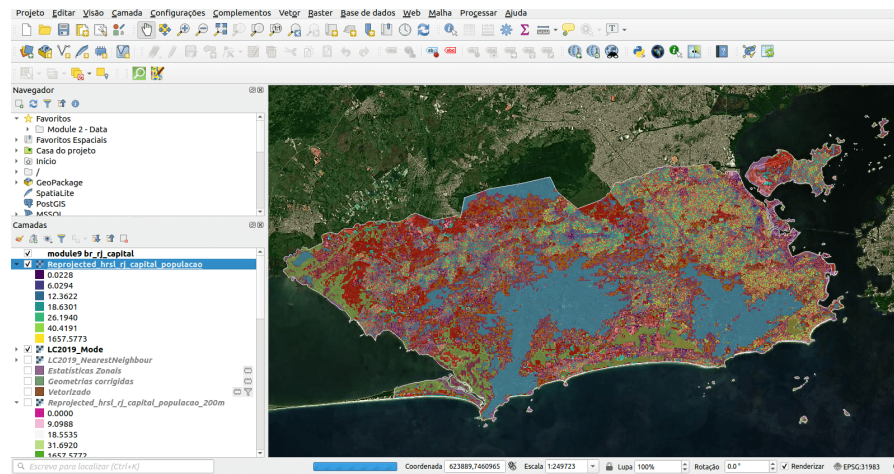 Projeto Editar Visão Camada Configurações Complementos Vetor Raster Base de dados Web Malha Processar Ajuda
Navegador
Favoritos
Module 2 - Data
Favoritos Espaciais
Casa do projeto
Início
/
GeoPackage
SpatiaLite
PostGIS
MSSQL
Camadas
module9 br_rj_capital
Reprojected_hrsl_rj_capital_populacao
0.0228
6.0294
12.3622
18.6301
26.1940
40.4191
1657.5773
LC2019_Mode
LC2019_NearestNeighbour
Estatísticas Zonais
Geometrias corrigidas
Vetorizado
Reprojected_hrsl_rj_capital_populacao_200m
0.0000
9.0988
18.5535
31.6920
1657.5772
Escreva para localizar (Ctrl+K)
Coordenada 623889,7460965 Escala 1:249723 Lupa 100% Rotação 0.0° Renderizar EPSG:31983